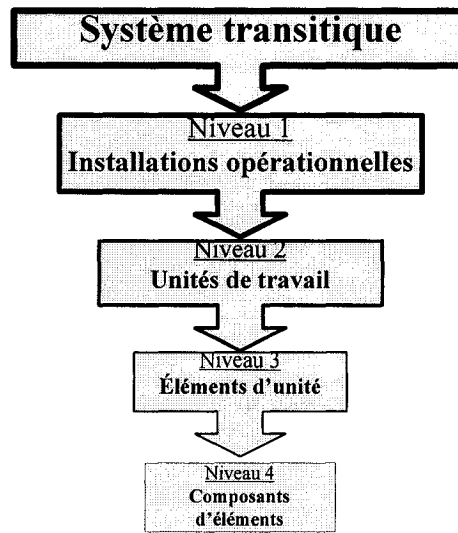 Système transitique
Niveau 1
Installations opérationnelles
Niveau 2
Unités de travail
Niveau 3
Éléments d'unité
Niveau 4
Composants
d'éléments